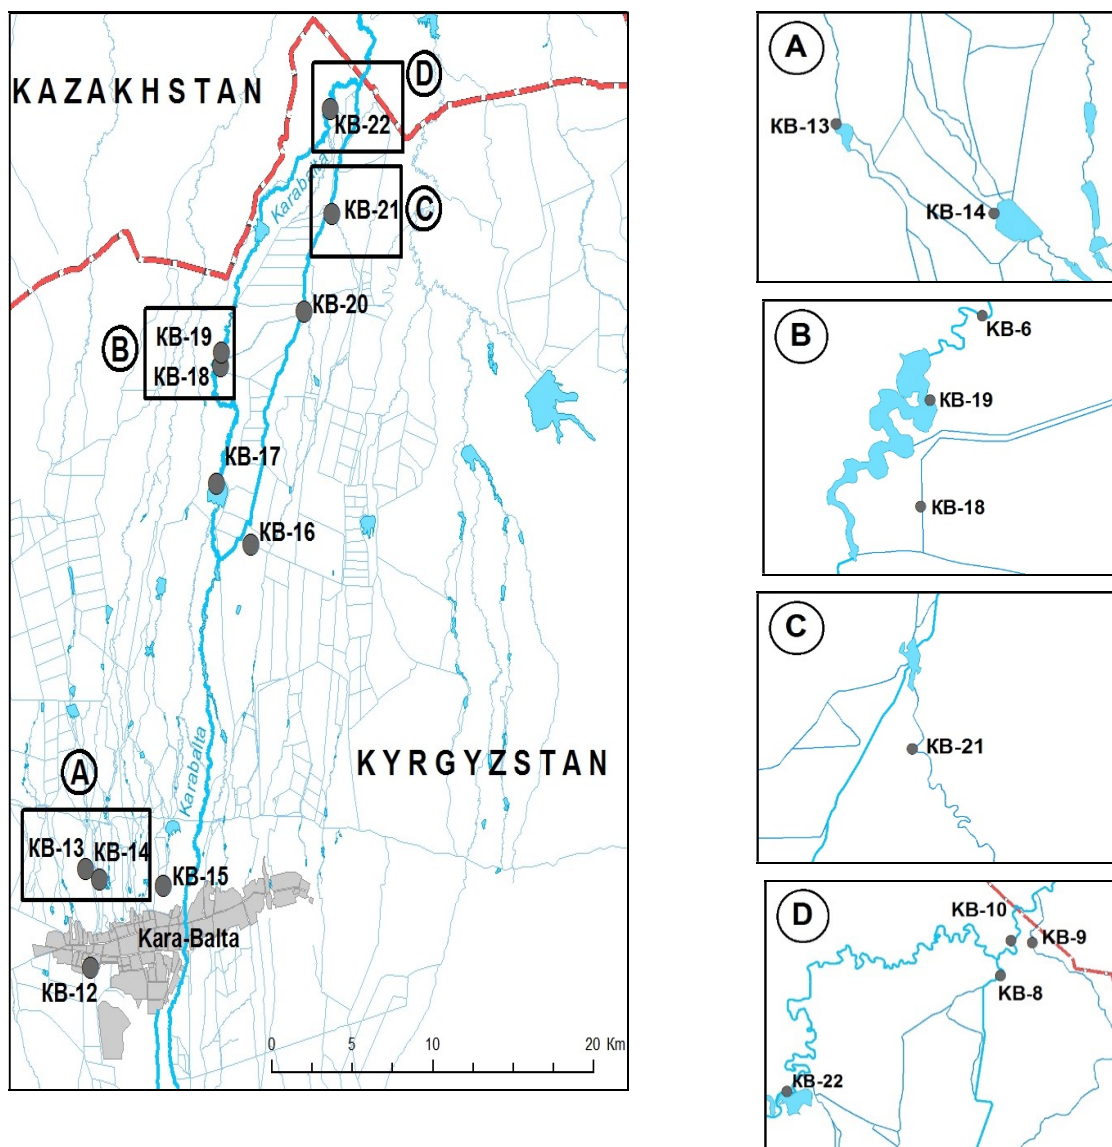 KAZAKHSTAN
D
KB-22
Karabalta
KB-21
C
KB-20
B
KB-19
KB-18
KB-17
KB-16
Karabalta
KYRGYZSTAN
A
KB-13
KB-14
KB-15
Kara-Balta
KB-12
0 5 10 20 Km
A
KB-13
KB-14
B
KB-6
KB-19
KB-18
C
KB-21
D
KB-10
KB-9
KB-8
KB-22